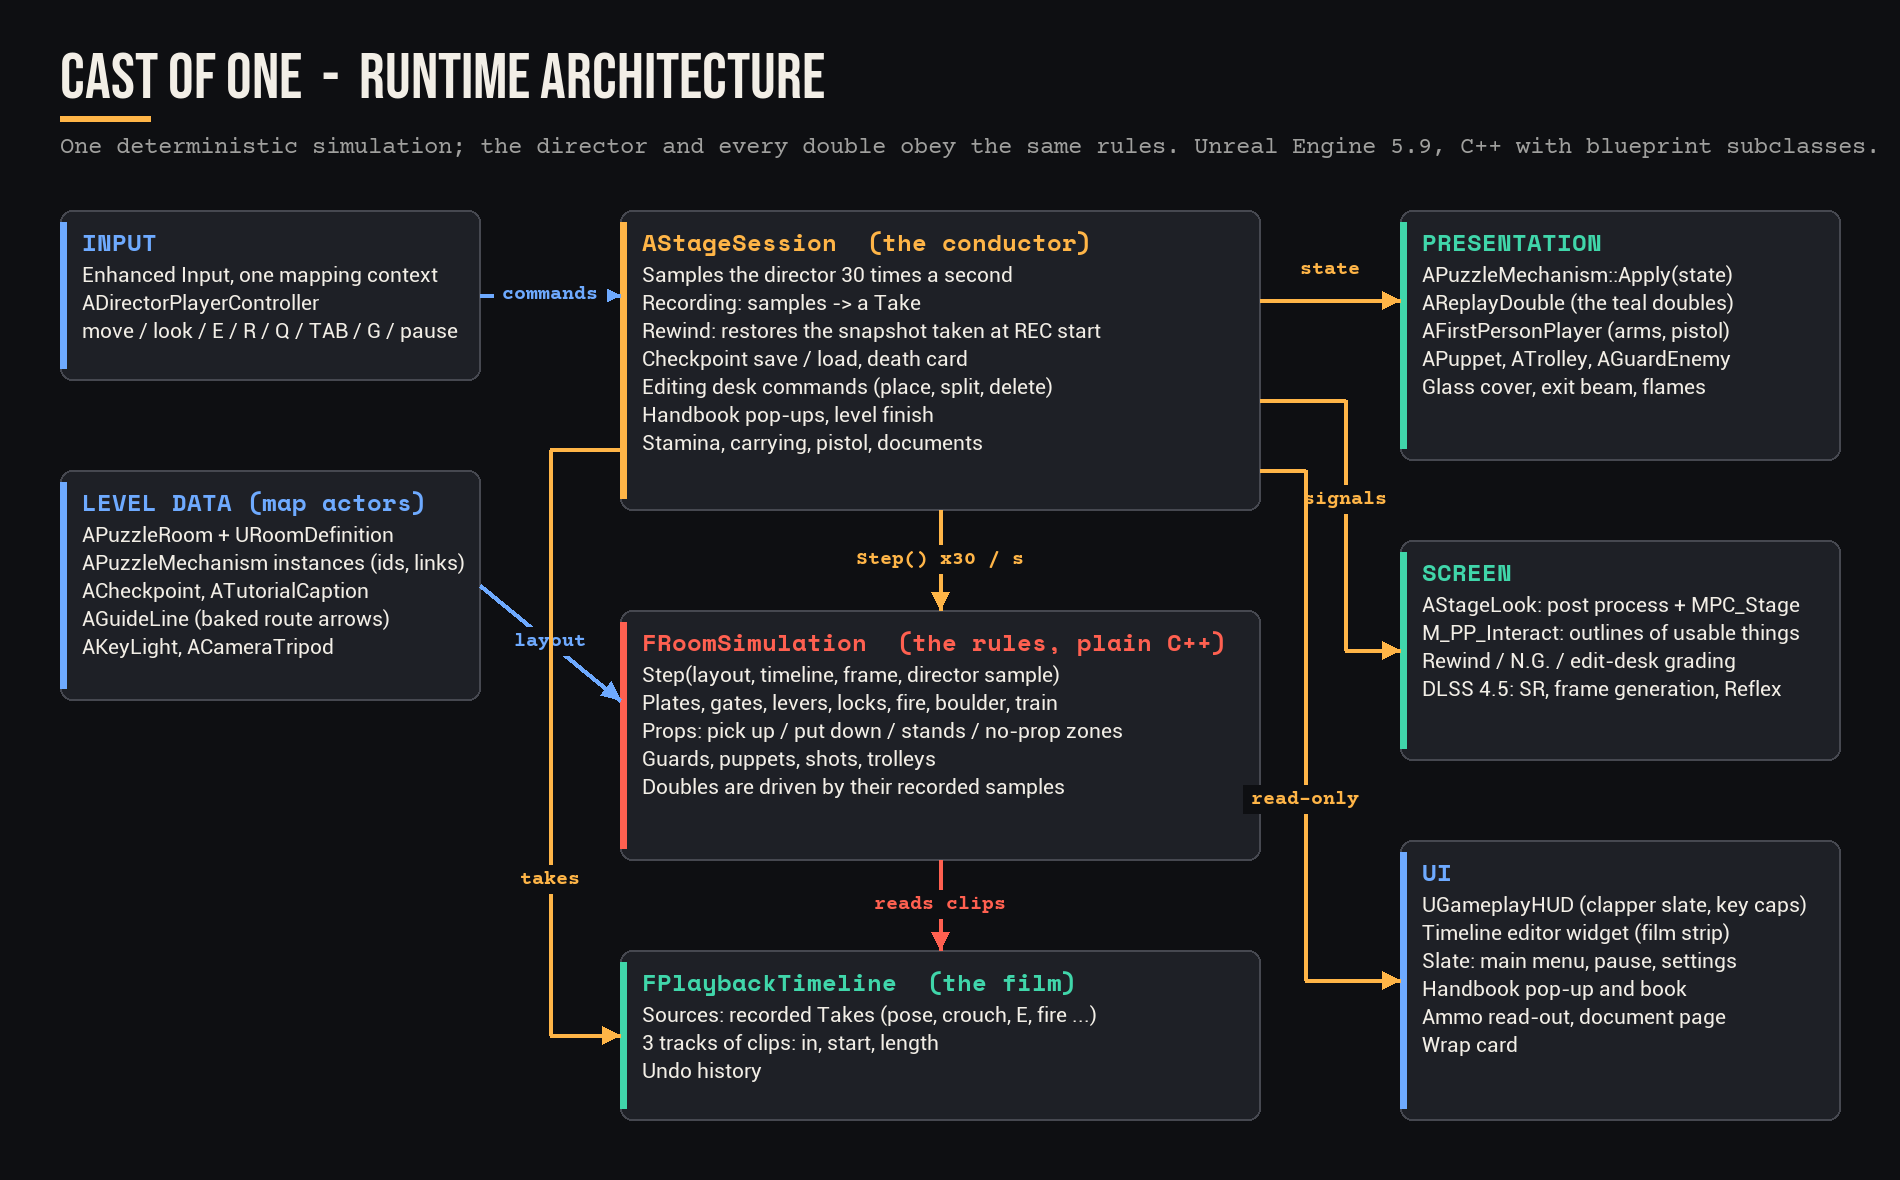 CAST OF ONE - RUNTIME ARCHITECTURE
One deterministic simulation; the director and every double obey the same rules. Unreal Engine 5.9, C++ with blueprint subclasses.
INPUT
Enhanced Input, one mapping context
ADirectorPlayerController
move / look / E / R / Q / TAB / G / pause
commands
AStageSession (the conductor)
Samples the director 30 times a second
Recording: samples -> a Take
Rewind: restores the snapshot taken at REC start
Checkpoint save / load, death card
Editing desk commands (place, split, delete)
Handbook pop-ups, level finish
Stamina, carrying, pistol, documents
state
PRESENTATION
APuzzleMechanism::Apply(state)
AReplayDouble (the teal doubles)
AFirstPersonPlayer (arms, pistol)
APuppet, ATrolley, AGuardEnemy
Glass cover, exit beam, flames
LEVEL DATA (map actors)
APuzzleRoom + URoomDefinition
APuzzleMechanism instances (ids, links)
ACheckpoint, ATutorialCaption
AGuideLine (baked route arrows)
AKeyLight, ACameraTripod
layout
Step() x30 / s
signals
FRoomSimulation (the rules, plain C++)
Step(layout, timeline, frame, director sample)
Plates, gates, levers, locks, fire, boulder, train
Props: pick up / put down / stands / no-prop zones
Guards, puppets, shots, trolleys
Doubles are driven by their recorded samples
SCREEN
AStageLook: post process + MPC_Stage
M_PP_Interact: outlines of usable things
Rewind / N.G. / edit-desk grading
DLSS 4.5: SR, frame generation, Reflex
read-only
takes
reads clips
FPlaybackTimeline (the film)
Sources: recorded Takes (pose, crouch, E, fire ...)
3 tracks of clips: in, start, length
Undo history
UI
UGameplayHUD (clapper slate, key caps)
Timeline editor widget (film strip)
Slate: main menu, pause, settings
Handbook pop-up and book
Ammo read-out, document page
Wrap card